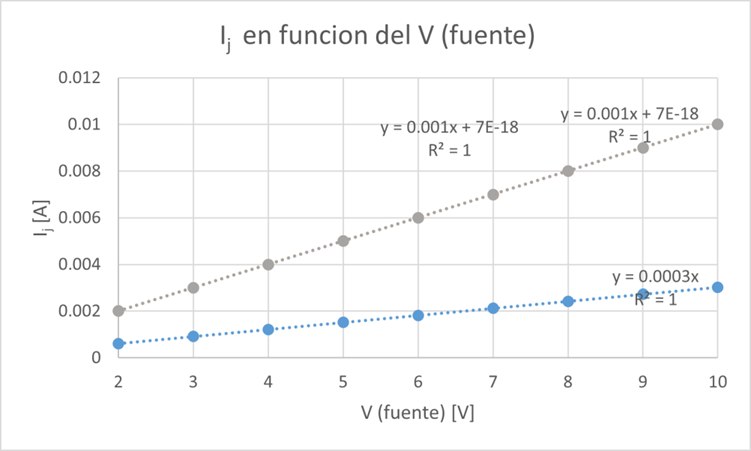 Ij en funcion del V (fuente)
0.012
0.01
0.008
0.006
0.004
0.002
0
Ij [A]
y = 0.001x + 7E-18
R² = 1
y = 0.001x + 7E-18
R² = 1
y = 0.0003x
R² = 1
2 3 4 5 6 7 8 9 10
V (fuente) [V]